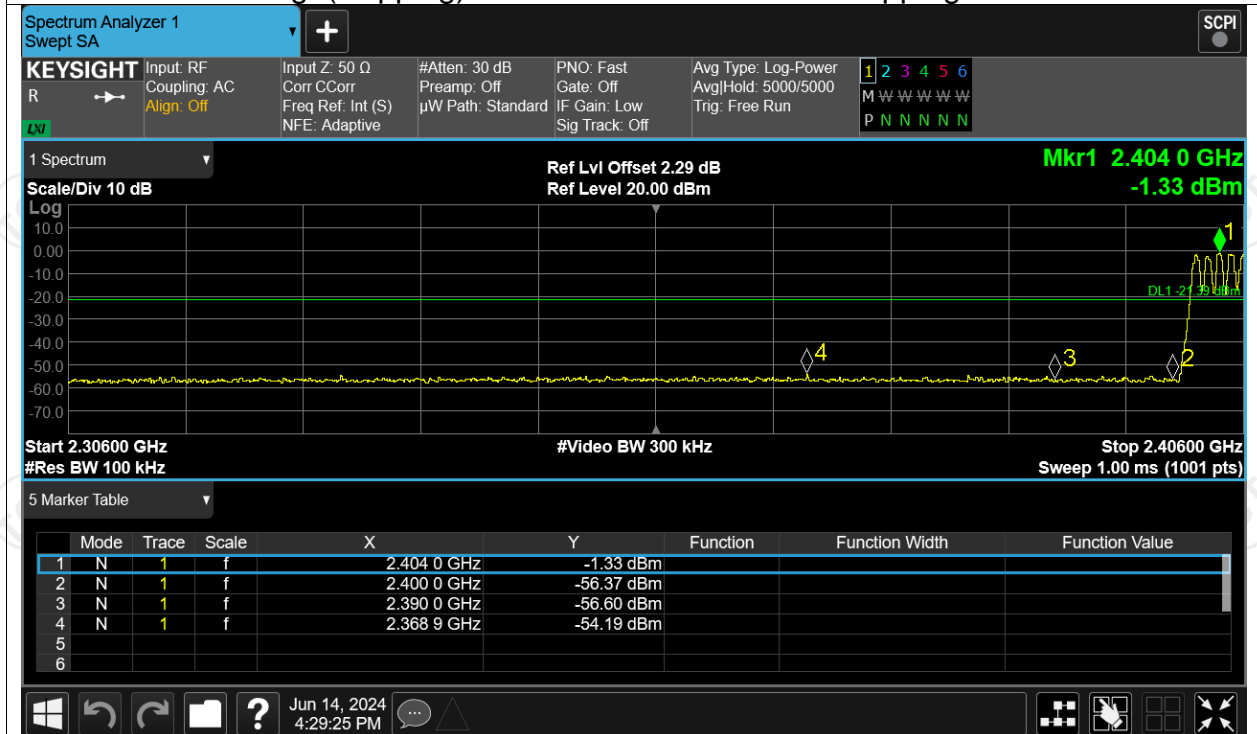 Spectrum Analyzer 1
Swept SA
+
SCPI
KEYSIGHT
R
LXI
Input: RF
Coupling: AC
Align: Off
Input Z: 50 Ω
Corr CCorr
Freq Ref: Int (S)
NFE: Adaptive
#Atten: 30 dB
Preamp: Off
µW Path: Standard
PNO: Fast
Gate: Off
IF Gain: Low
Sig Track: Off
Avg Type: Log-Power
Avg|Hold: 5000/5000
Trig: Free Run
1 2 3 4 5 6
M W W W W W
P N N N N N
1 Spectrum
Scale/Div 10 dB
Ref Lvl Offset 2.29 dB
Ref Level 20.00 dBm
Mkr1 2.404 0 GHz
-1.33 dBm
Log
10.0
0.00
-10.0
-20.0
-30.0
-40.0
-50.0
-60.0
-70.0
1
DL1 -21.39 dBm
4
3
2
Start 2.30600 GHz
#Video BW 300 kHz
Stop 2.40600 GHz
#Res BW 100 kHz
Sweep 1.00 ms (1001 pts)
5 Marker Table
Mode Trace Scale X Y Function Function Width Function Value
1 N 1 f 2.404 0 GHz -1.33 dBm
2 N 1 f 2.400 0 GHz -56.37 dBm
3 N 1 f 2.390 0 GHz -56.60 dBm
4 N 1 f 2.368 9 GHz -54.19 dBm
5
6
?
Jun 14, 2024
4:29:25 PM